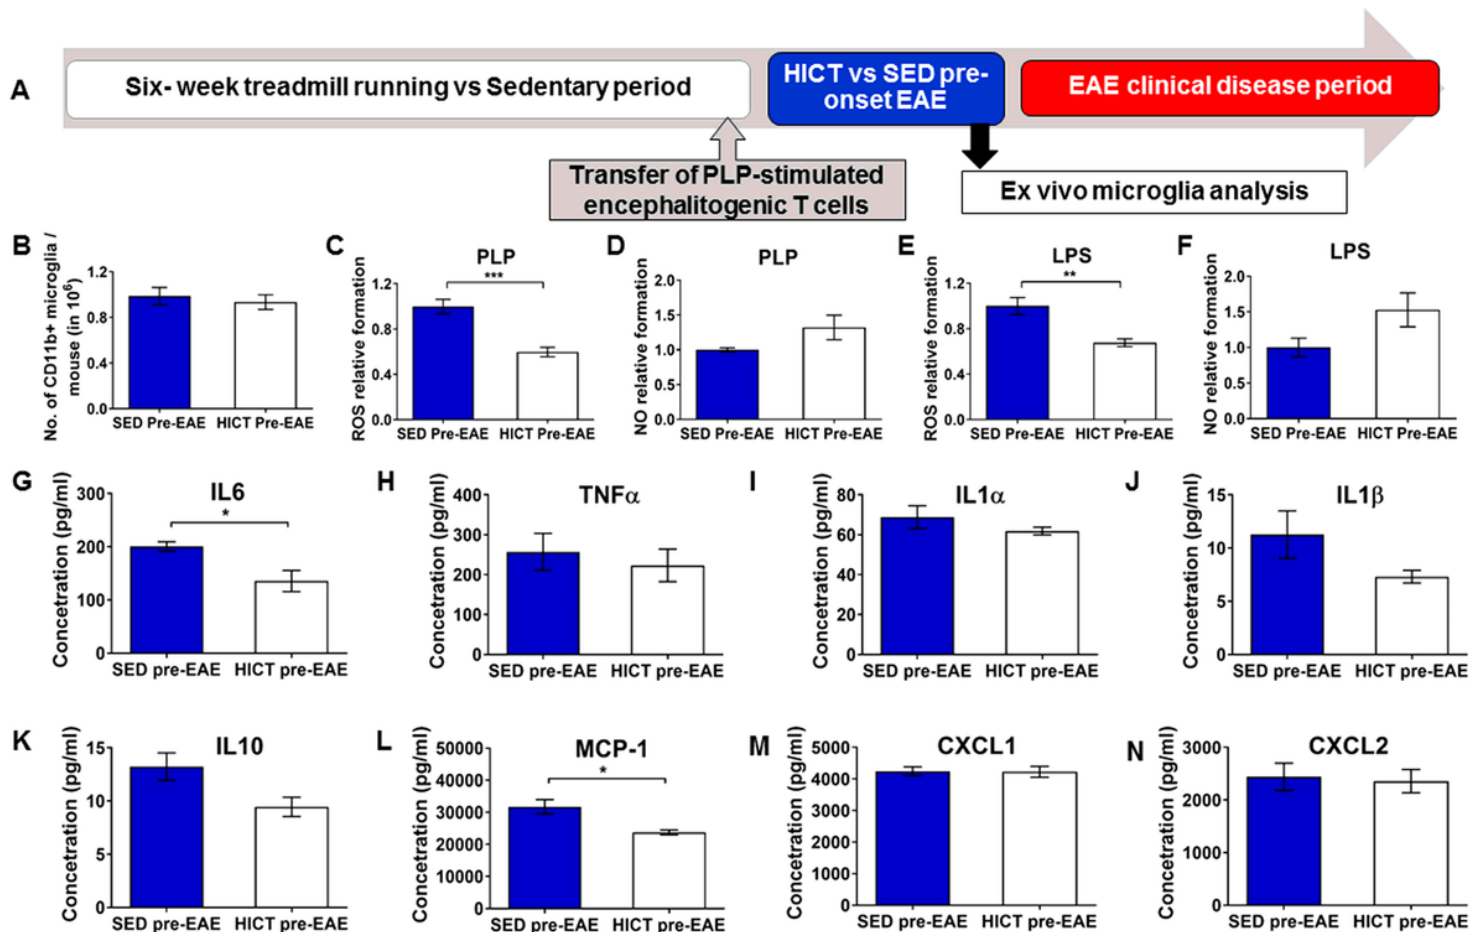 A
Six- week treadmill running vs Sedentary period
HICT vs SED pre-
onset EAE
EAE clinical disease period
Transfer of PLP-stimulated
encephalitogenic T cells
Ex vivo microglia analysis
B
No. of CD11b+ microglia /
mouse (in 10⁶)
1.2
0.8
0.4
0.0
SED Pre-EAE HICT Pre-EAE
C
PLP
***
ROS relative formation
1.2
0.8
0.4
0.0
SED Pre-EAE HICT Pre-EAE
D
PLP
NO relative formation
2.0
1.5
1.0
0.5
0.0
SED Pre-EAE HICT Pre-EAE
E
LPS
**
ROS relative formation
1.2
0.8
0.4
0.0
SED Pre-EAE HICT Pre-EAE
F
LPS
NO relative formation
2.0
1.5
1.0
0.5
0.0
SED Pre-EAE HICT Pre-EAE
G
IL6
*
Concetration (pg/ml)
300
200
100
0
SED pre-EAE HICT pre-EAE
H
TNFα
Concetration (pg/ml)
400
300
200
100
0
SED pre-EAE HICT pre-EAE
I
IL1α
Concetration (pg/ml)
80
60
40
20
0
SED pre-EAE HICT pre-EAE
J
IL1β
Concetration (pg/ml)
15
10
5
0
SED pre-EAE HICT pre-EAE
K
IL10
Concetration (pg/ml)
15
10
5
0
SED pre-EAE HICT pre-EAE
L
MCP-1
*
Concetration (pg/ml)
50000
40000
30000
20000
10000
0
SED pre-EAE HICT pre-EAE
M
CXCL1
Concetration (pg/ml)
5000
4000
3000
2000
1000
0
SED pre-EAE HICT pre-EAE
N
CXCL2
Concetration (pg/ml)
3000
2000
1000
0
SED pre-EAE HICT pre-EAE